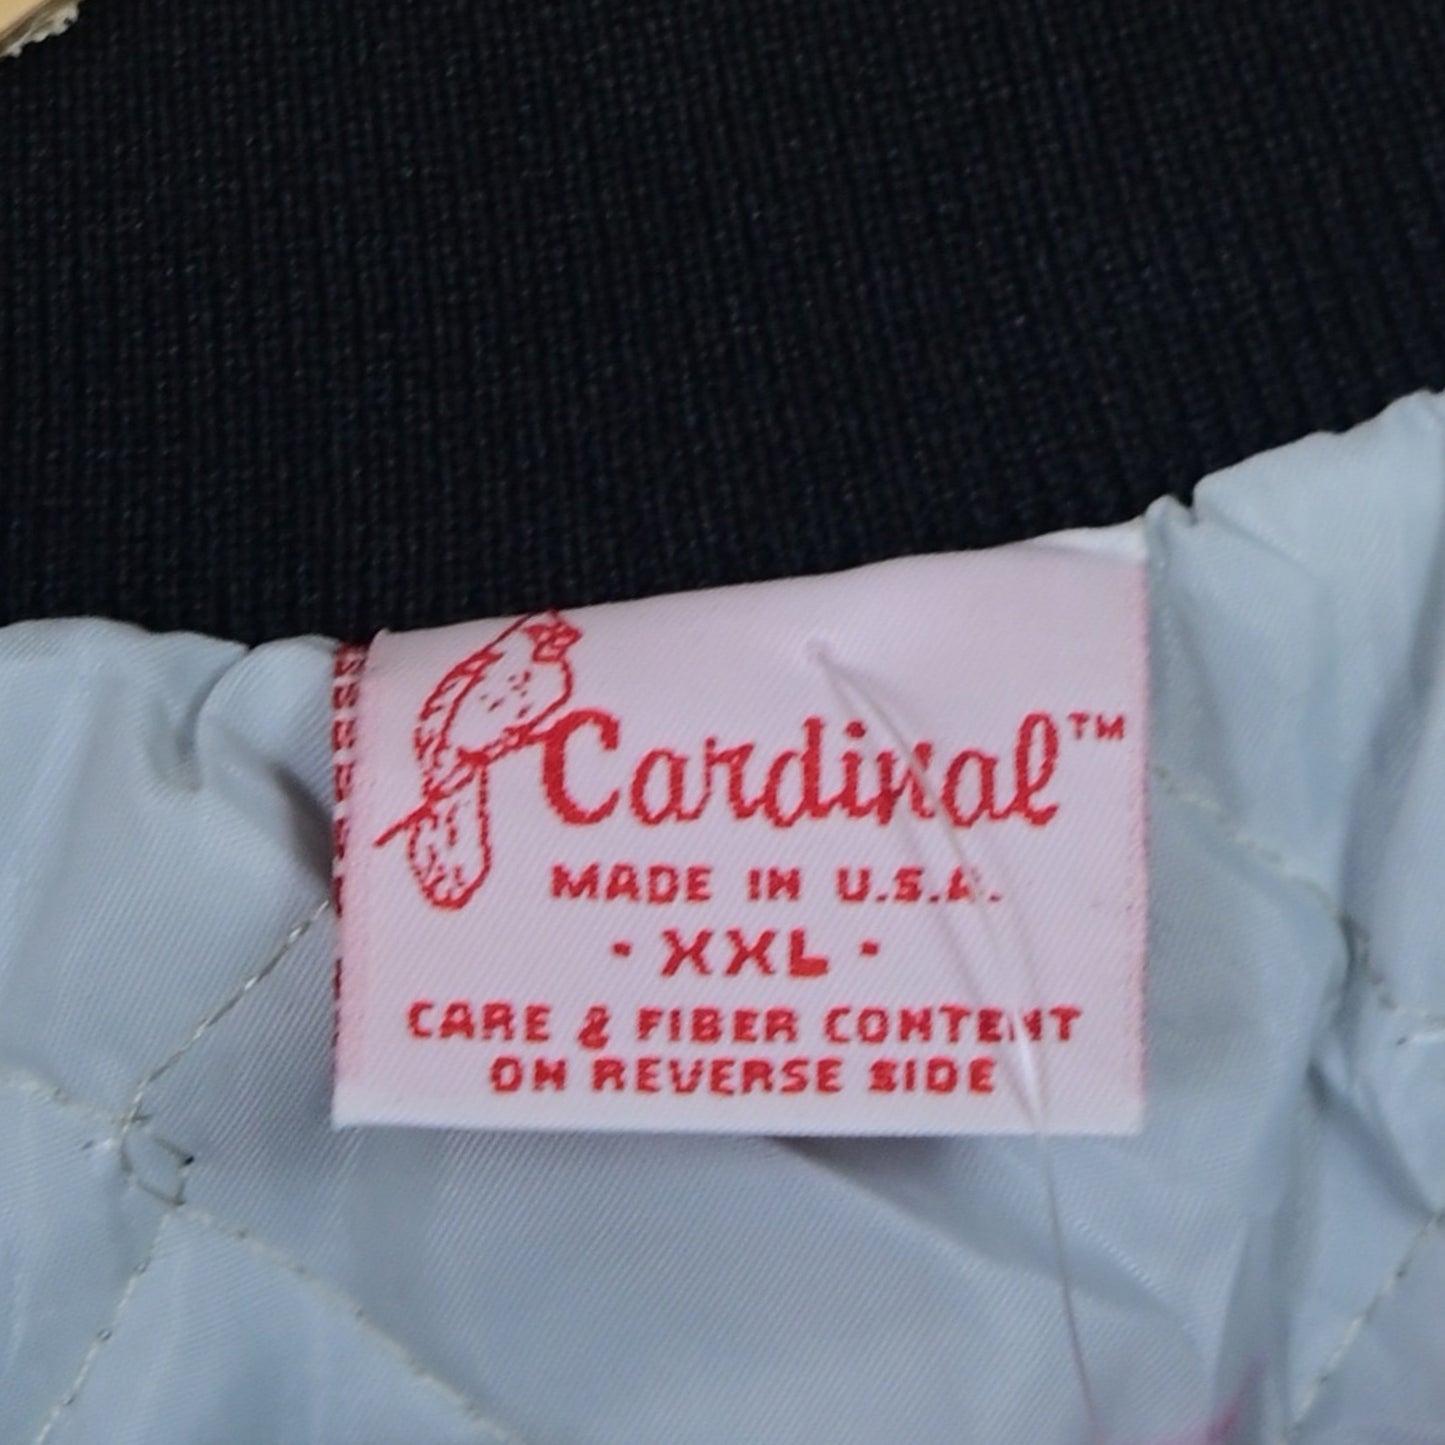 Cardinal™
MADE IN U.S.A.
- XXL -
CARE & FIBER CONTENT
ON REVERSE SIDE